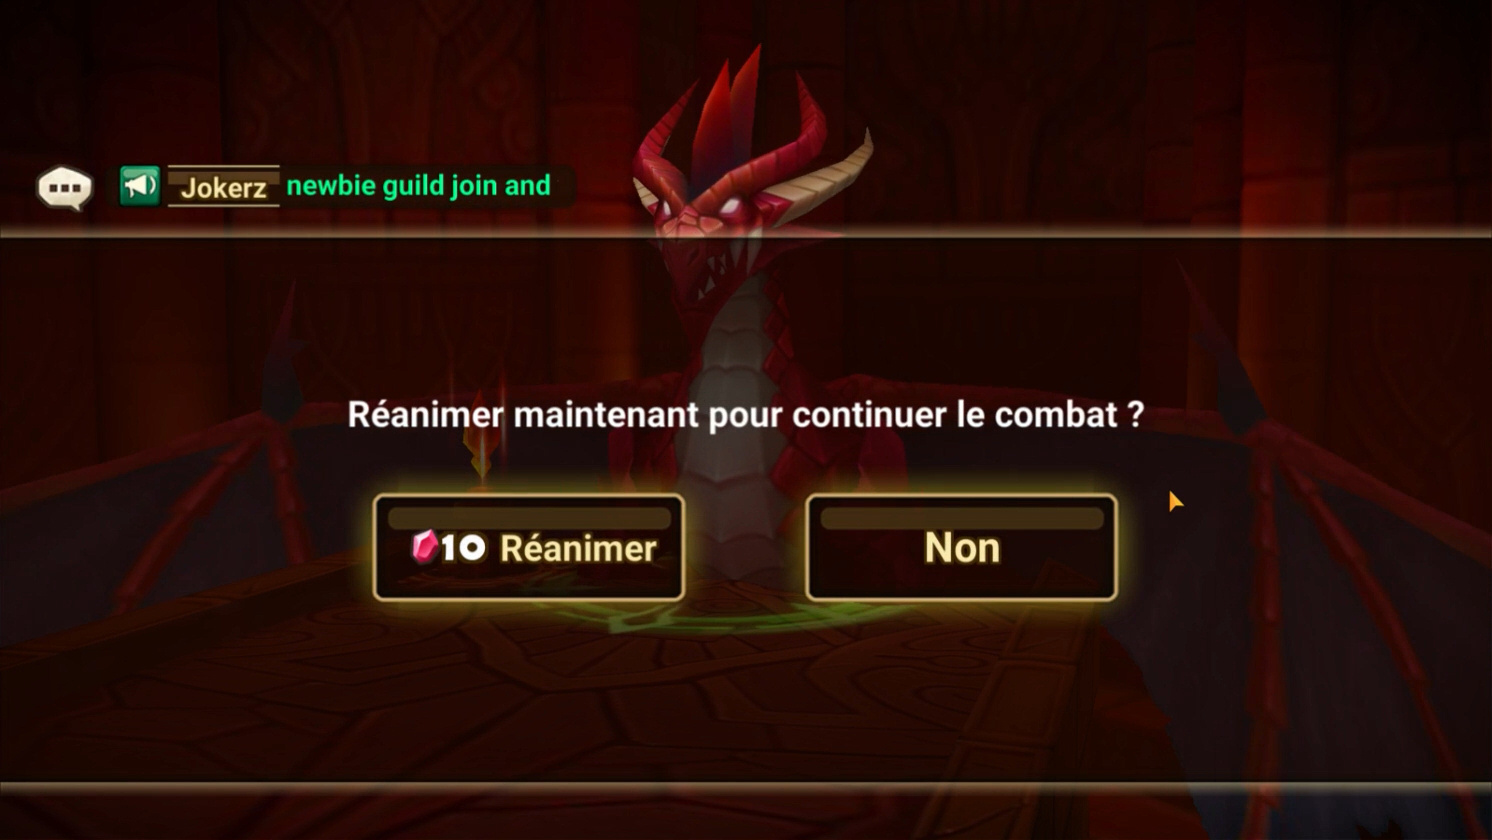 Jokerz newbie guild join and
Réanimer maintenant pour continuer le combat ?
10 Réanimer
Non